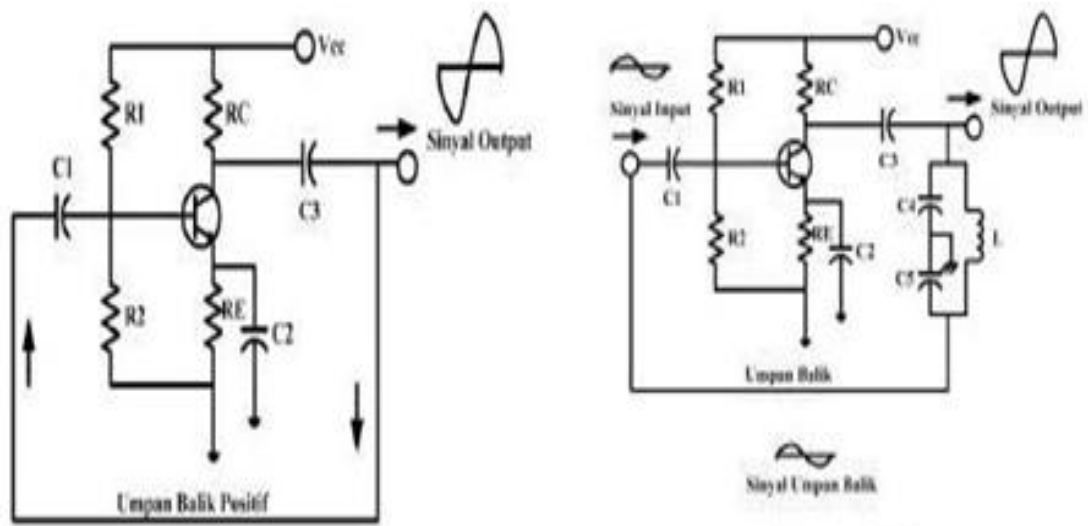 Vcc
R1
RC
Sinyal Output
C1
C3
R2
RE
C2
Umpan Balik Positif
Vcc
Sinyal Input
R1
RC
Sinyal Output
C1
C3
C4
R2
RE
C2
L
C5
Umpan Balik
Sinyal Umpan Balik